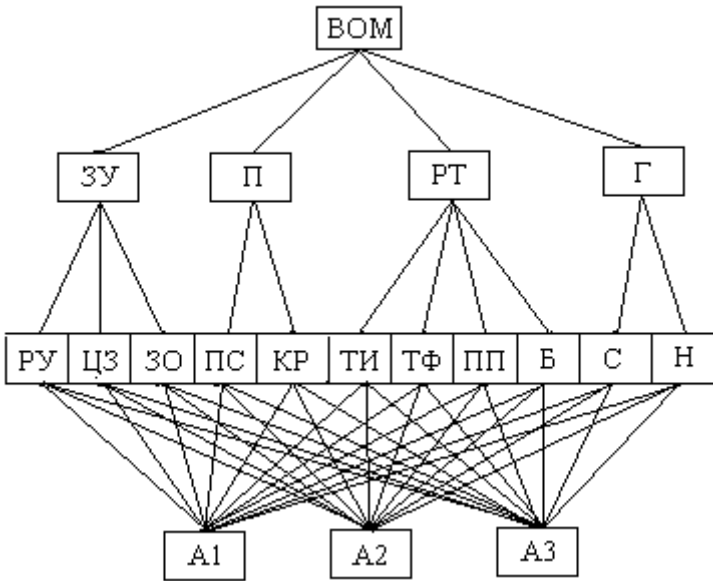 ВОМ
ЗУ П РТ Г
РУ ЦЗ ЗО ПС КР ТИ ТФ ПП Б С Н
А1 А2 А3